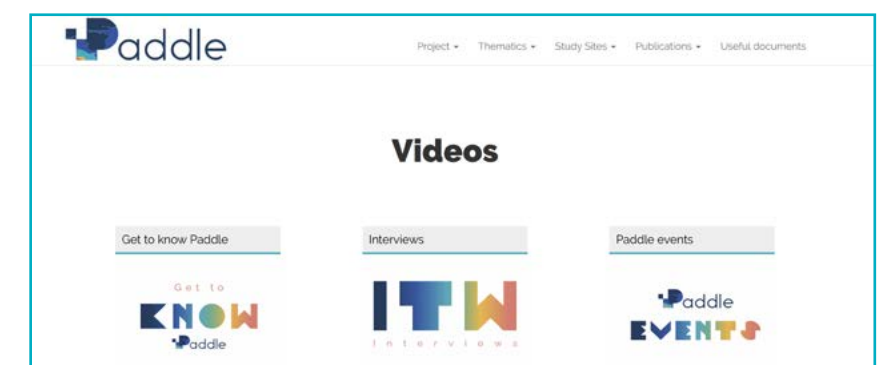 Paddle
Project Thematics Study Sites Publications Useful documents
Videos
Get to know Paddle
Interviews
Paddle events
Get to
KNOW
Paddle
ITW
Interviews
Paddle
EVENTS